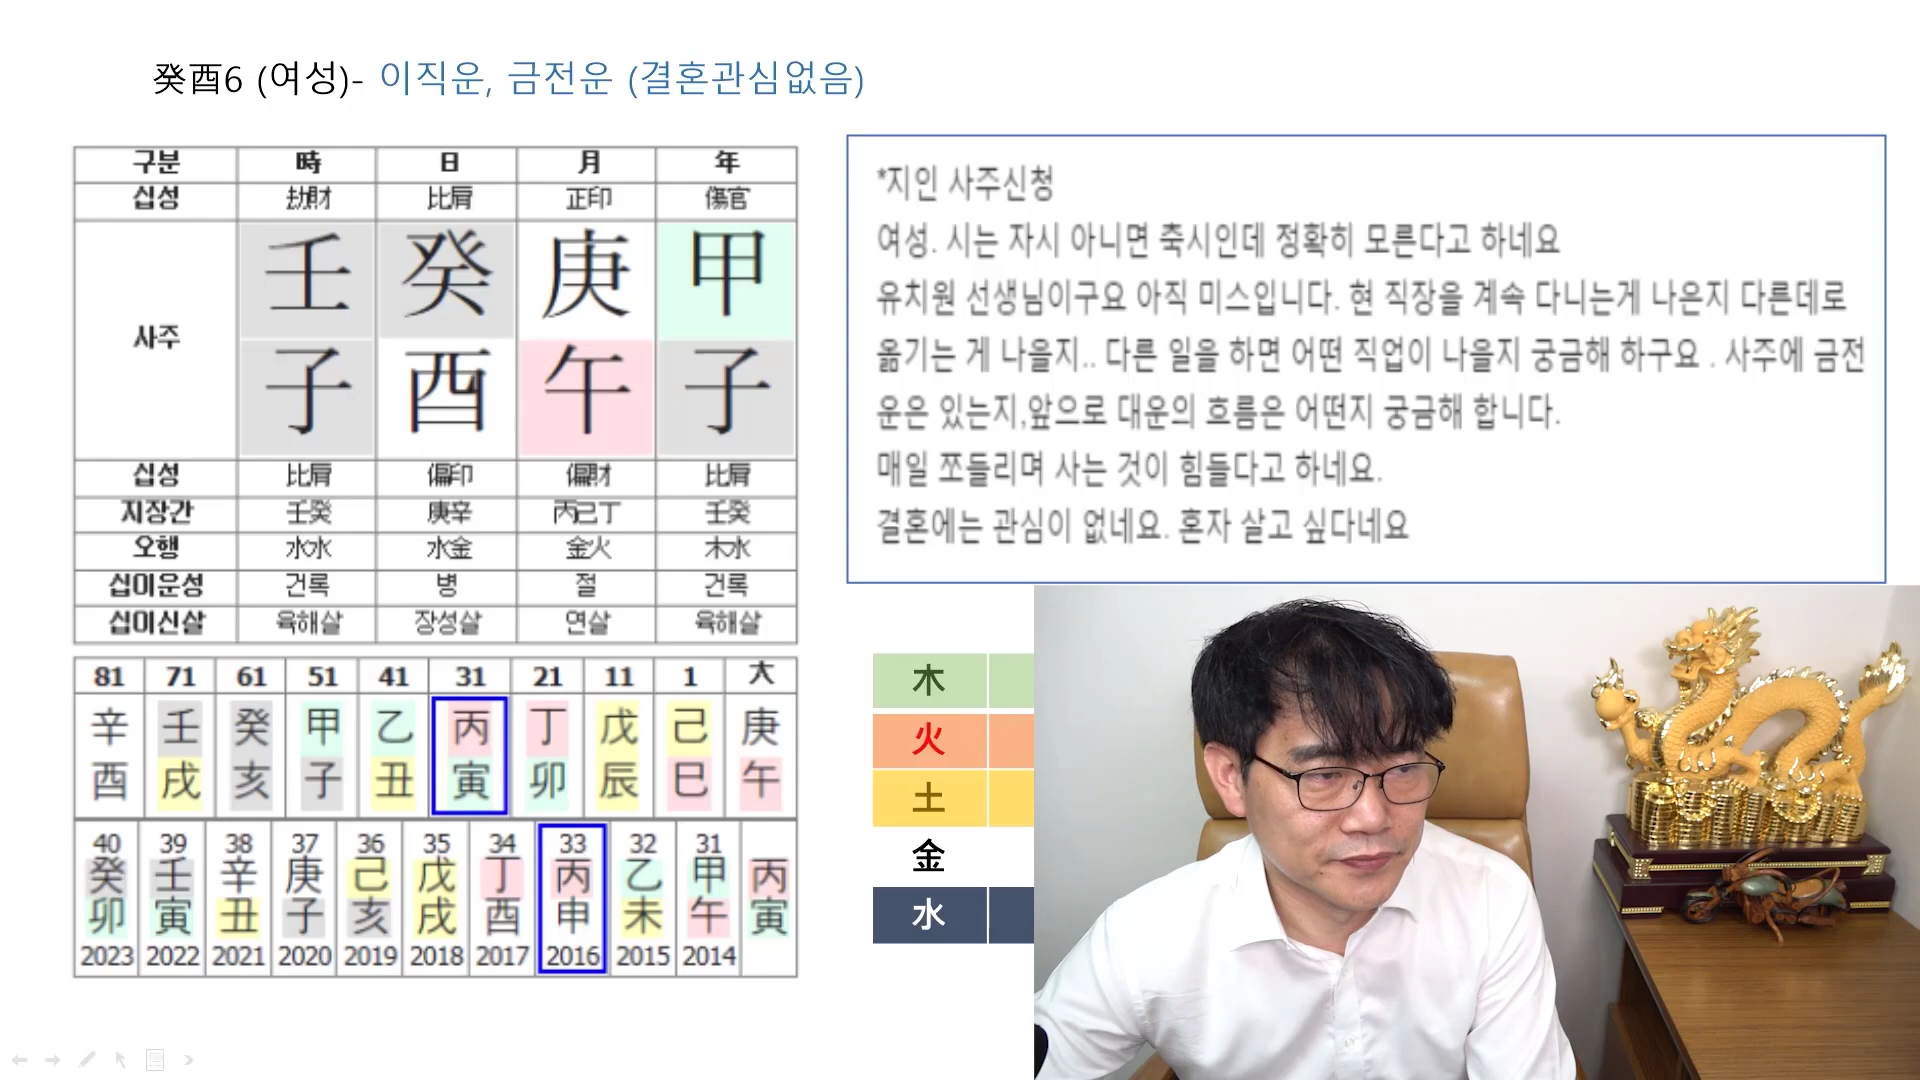 癸酉6 (여성)- 이직운, 금전운 (결혼관심없음)
구분 時 日 月 年
십성 劫財 比肩 正印 傷官
사주
壬 癸 庚 甲
子 酉 午 子
십성 比肩 偏印 偏財 比肩
지장간 壬癸 庚辛 丙己丁 壬癸
오행 水水 水金 金火 木水
십이운성 건록 병 절 건록
십이신살 육해살 장성살 연살 육해살
81 71 61 51 41 31 21 11 1 大
辛 壬 癸 甲 乙 丙 丁 戊 己 庚
酉 戌 亥 子 丑 寅 卯 辰 巳 午
40 39 38 37 36 35 34 33 32 31
癸 壬 辛 庚 己 戊 丁 丙 乙 甲 丙
卯 寅 丑 子 亥 戌 酉 申 未 午 寅
2023 2022 2021 2020 2019 2018 2017 2016 2015 2014
*지인 사주신청
여성. 시는 자시 아니면 축시인데 정확히 모른다고 하네요
유치원 선생님이구요 아직 미스입니다. 현 직장을 계속 다니는게 나은지 다른데로
옮기는 게 나을지.. 다른 일을 하면 어떤 직업이 나을지 궁금해 하구요 . 사주에 금전
운은 있는지,앞으로 대운의 흐름은 어떤지 궁금해 합니다.
매일 쪼들리며 사는 것이 힘들다고 하네요.
결혼에는 관심이 없네요. 혼자 살고 싶다네요
木
火
土
金
水